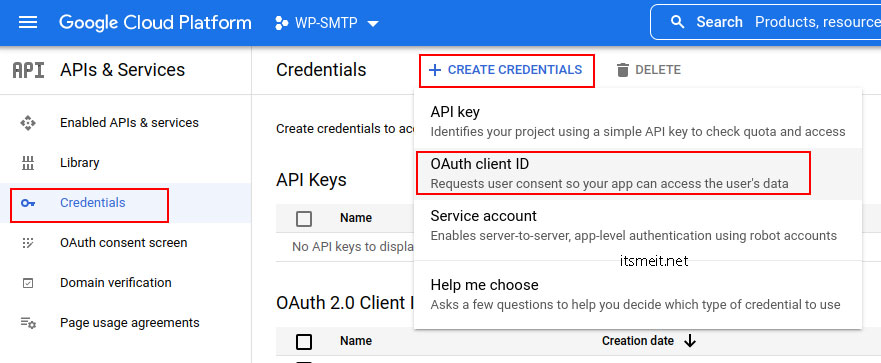 Google Cloud Platform WP-SMTP Search Products, resource
API APIs & Services
Credentials + CREATE CREDENTIALS DELETE
Enabled APIs & services
Library
Credentials
OAuth consent screen
Domain verification
Page usage agreements
Create credentials to acc
API Keys
Name
No API keys to displa
OAuth 2.0 Client I
Name Creation date
API key
Identifies your project using a simple API key to check quota and access
OAuth client ID
Requests user consent so your app can access the user's data
Service account
Enables server-to-server, app-level authentication using robot accounts
itsmeit.net
Help me choose
Asks a few questions to help you decide which type of credential to use